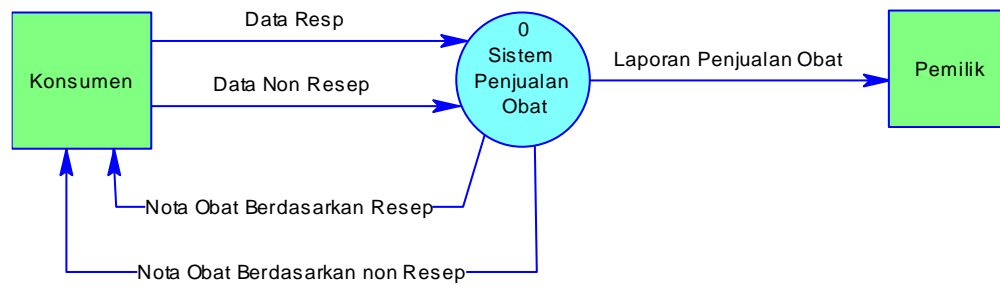 Data Resp
0
Sistem
Penjualan
Obat
Konsumen
Data Non Resep
Laporan Penjualan Obat
Pemilik
Nota Obat Berdasarkan Resep
Nota Obat Berdasarkan non Resep